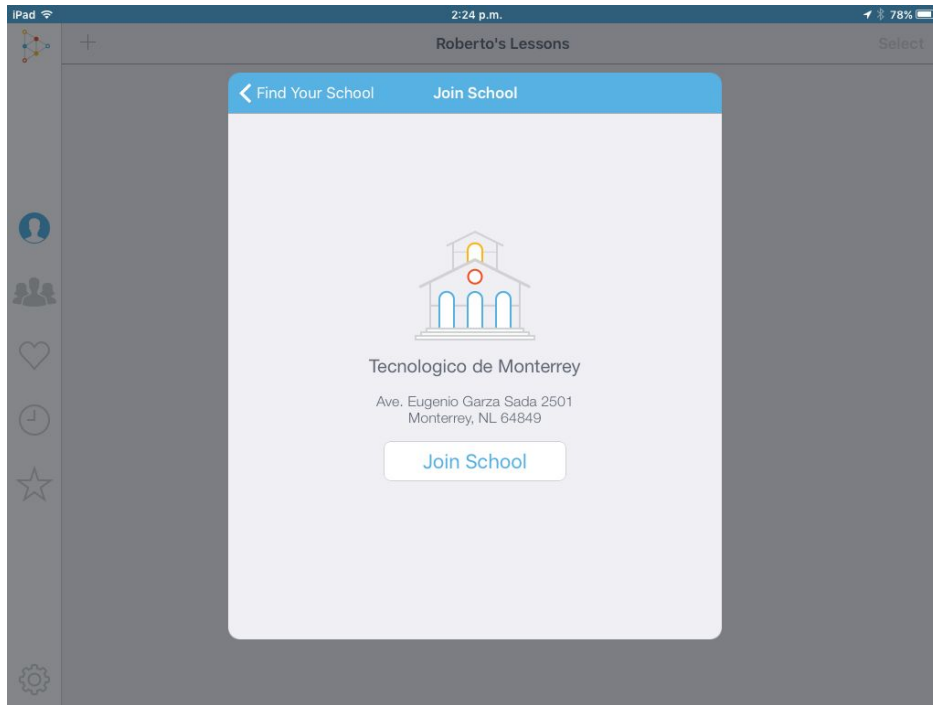 iPad 2:24 p.m. 78%
Roberto's Lessons Select
Find Your School Join School
Tecnologico de Monterrey
Ave. Eugenio Garza Sada 2501
Monterrey, NL 64849
Join School